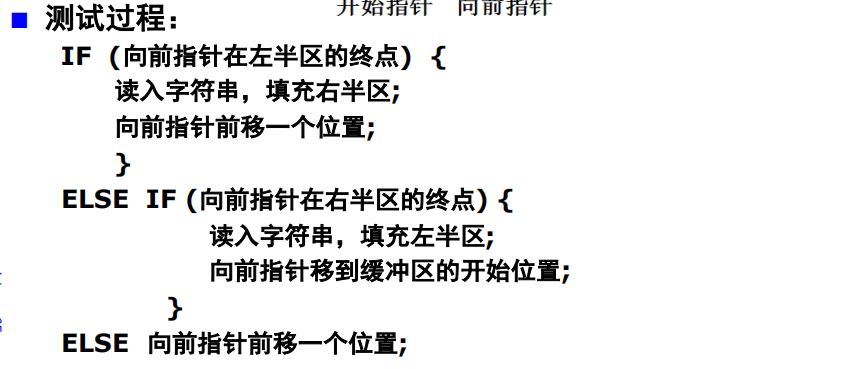 开始指针 向前指针
■ 测试过程：
IF (向前指针在左半区的终点) {
读入字符串，填充右半区;
向前指针前移一个位置;
}
ELSE IF (向前指针在右半区的终点) {
读入字符串，填充左半区;
向前指针移到缓冲区的开始位置;
}
ELSE 向前指针前移一个位置;